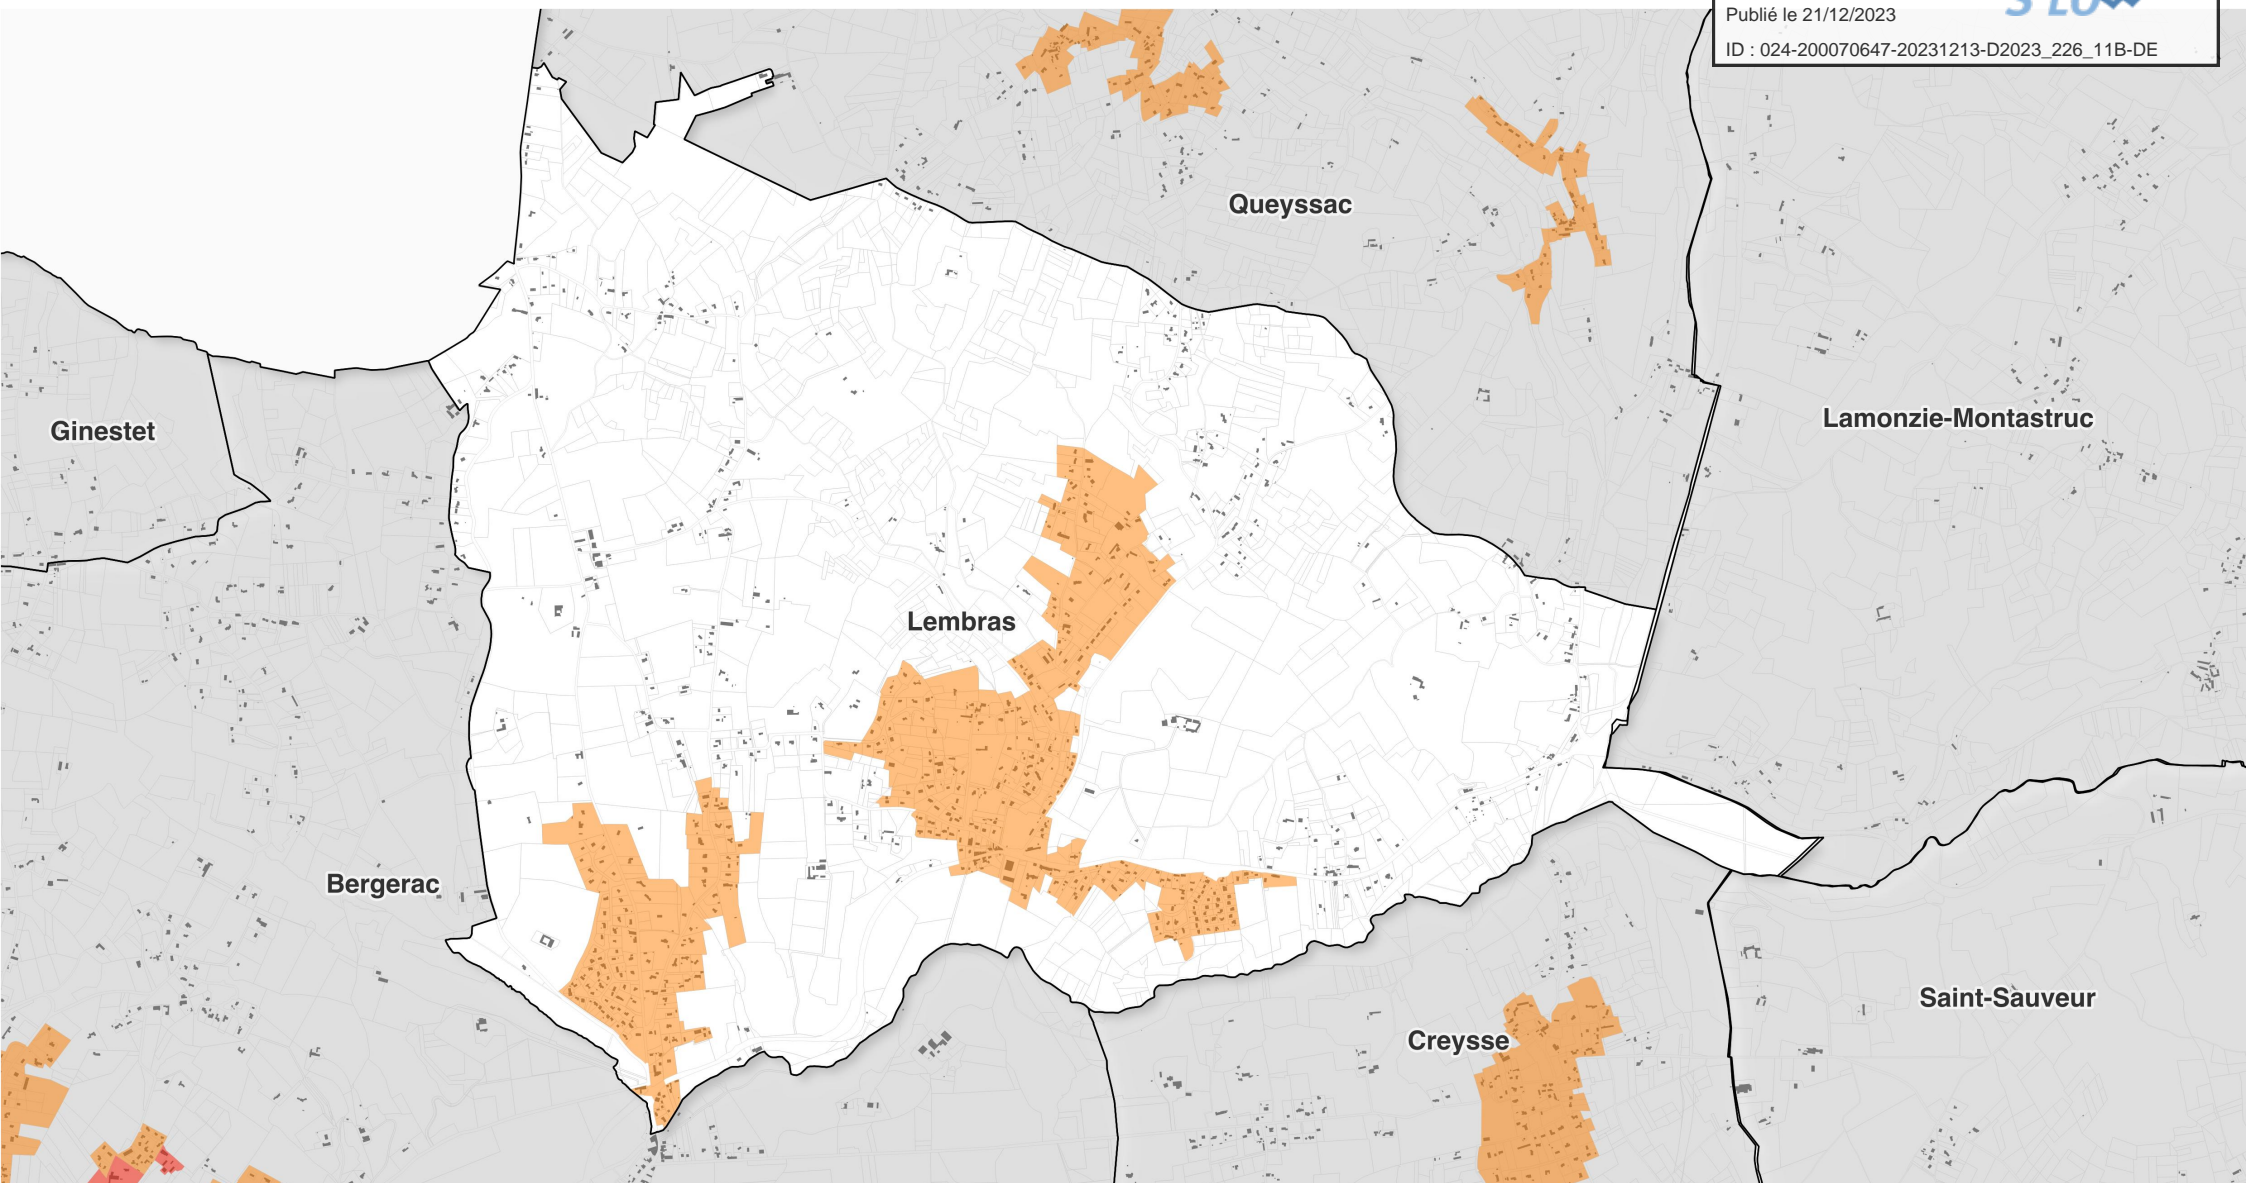 Publié le 21/12/2023
ID : 024-200070647-20231213-D2023_226_11B-DE
Queyssac
Lamonzie-Montastruc
Ginestet
Lembras
Bergerac
Saint-Sauveur
Creysse